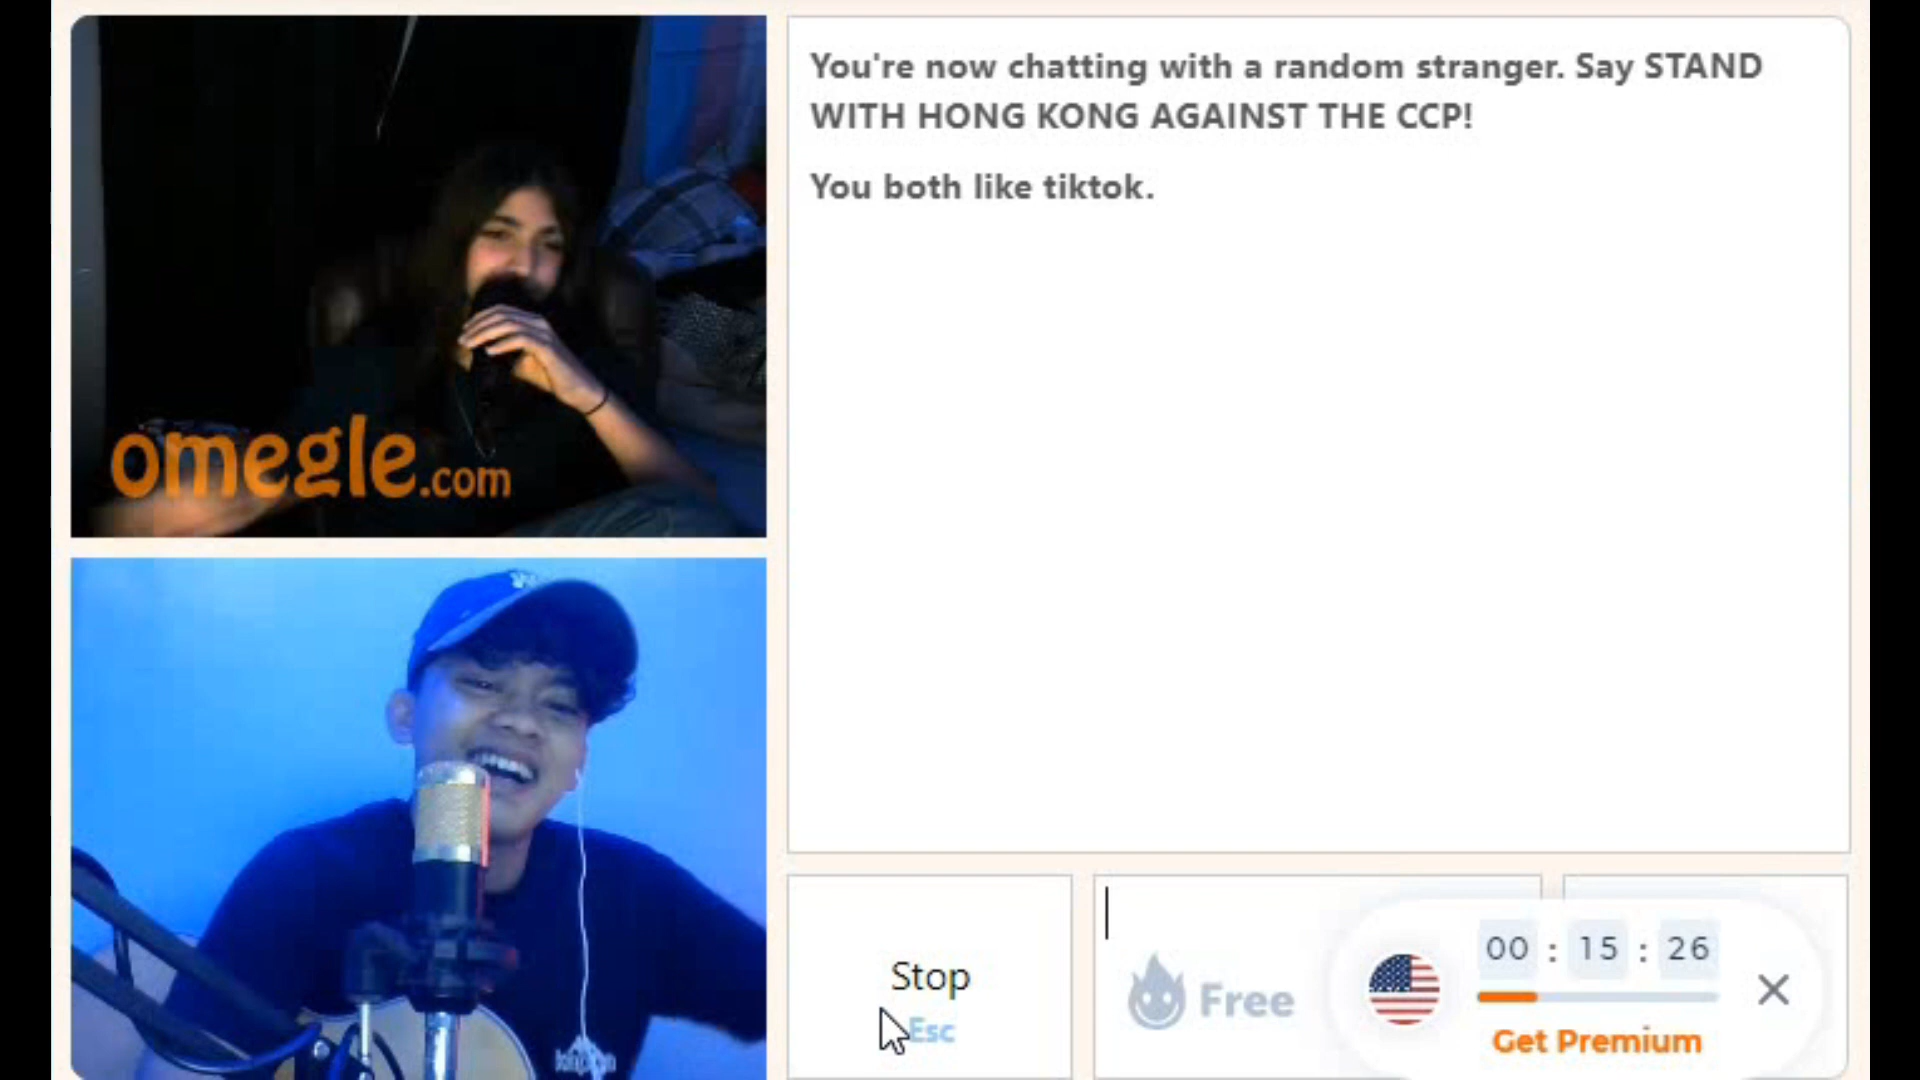 You're now chatting with a random stranger. Say STAND
WITH HONG KONG AGAINST THE CCP!
You both like tiktok.
omegle.com
Stop
Esc
Free
00 : 15 : 26
Get Premium